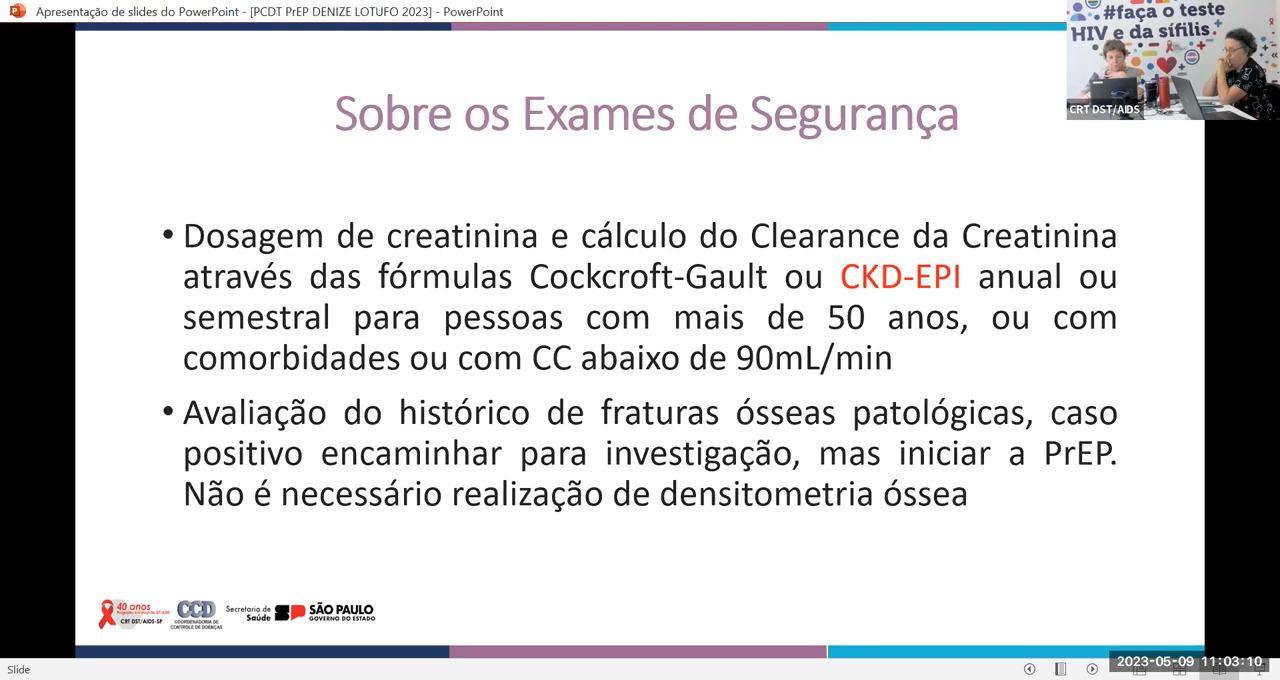 Apresentação de slides do PowerPoint - [PCDT PrEP DENIZE LOTUFO 2023] - PowerPoint
#faça o teste
HIV e da sífilis
CRT DST/AIDS
Sobre os Exames de Segurança
• Dosagem de creatinina e cálculo do Clearance da Creatinina
através das fórmulas Cockcroft-Gault ou CKD-EPI anual ou
semestral para pessoas com mais de 50 anos, ou com
comorbidades ou com CC abaixo de 90mL/min
• Avaliação do histórico de fraturas ósseas patológicas, caso
positivo encaminhar para investigação, mas iniciar a PrEP.
Não é necessário realização de densitometria óssea
40 anos
CRT DST/AIDS-SP
CCD
COORDENADORIA DE
CONTROLE DE DOENÇAS
Secretaria de
Saúde
SP
SÃO PAULO
GOVERNO DO ESTADO
Slide
2023-05-09 11:03:10